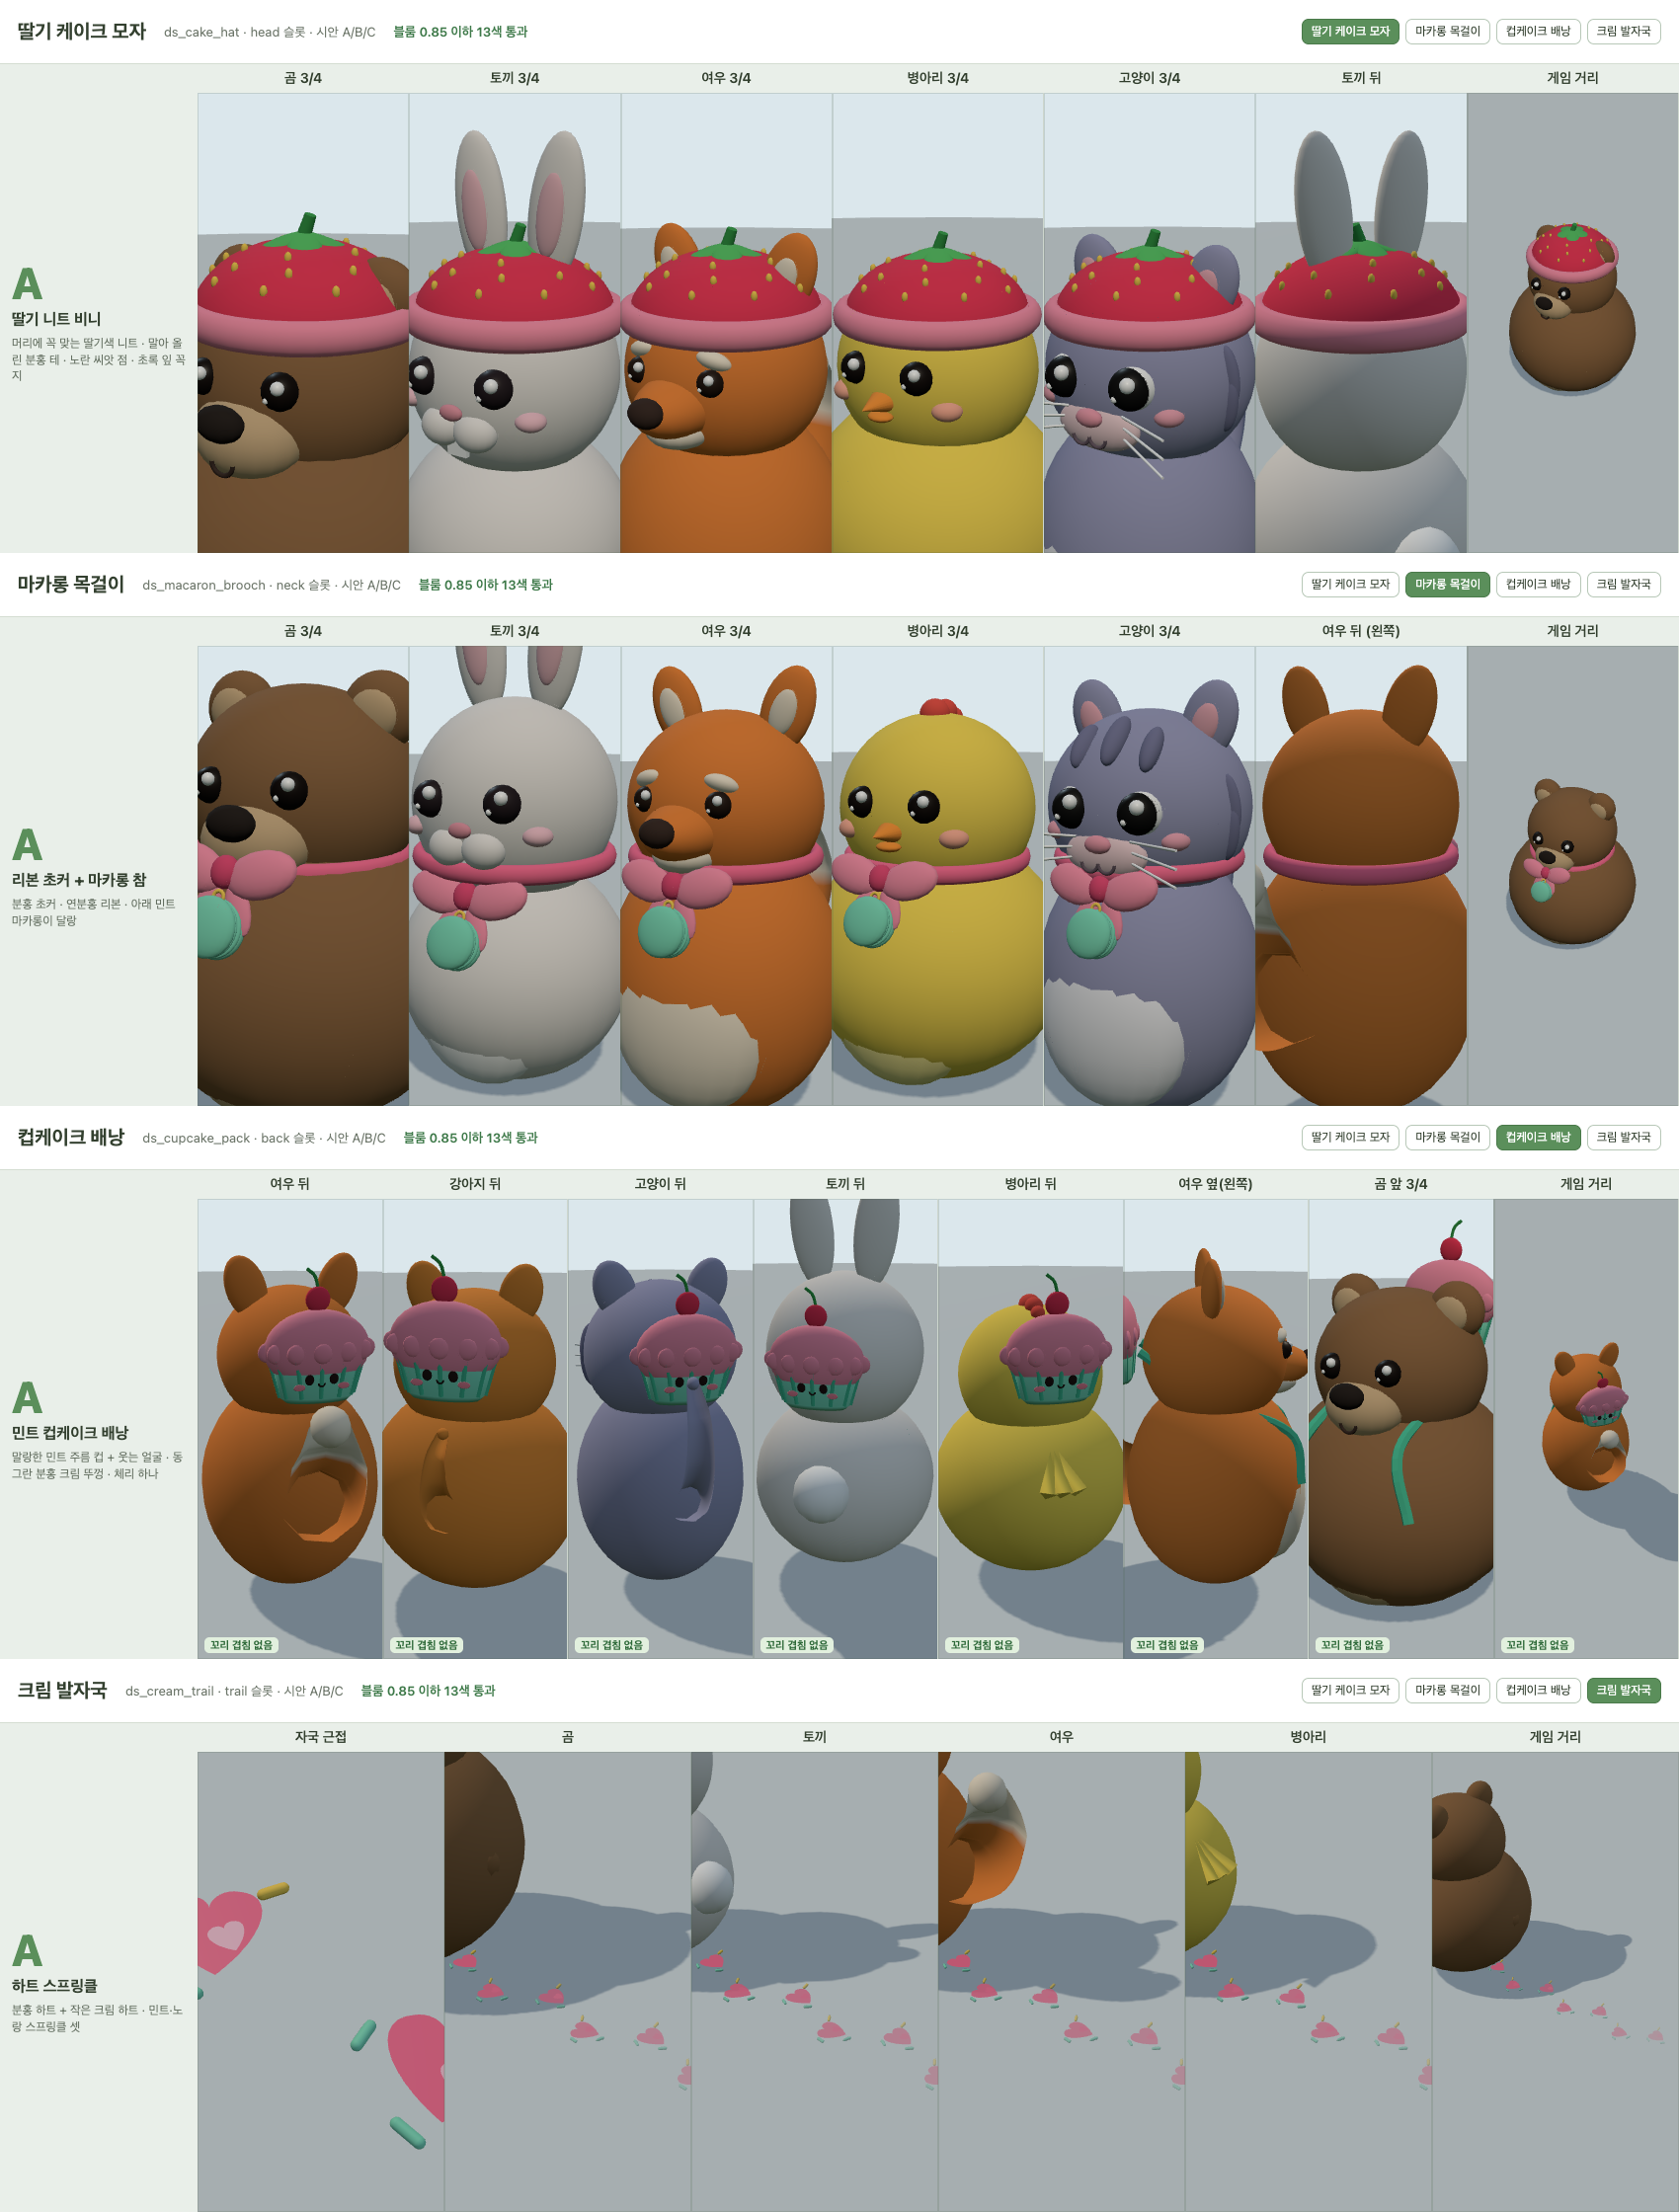 딸기 케이크 모자 ds_cake_hat · head 슬롯 · 시안 A/B/C 블룸 0.85 이하 13색 통과 딸기 케이크 모자 마카롱 목걸이 컵케이크 배낭 크림 발자국
곰 3/4 토끼 3/4 여우 3/4 병아리 3/4 고양이 3/4 토끼 뒤 게임 거리
A
딸기 니트 비니
머리에 꼭 맞는 딸기색 니트 · 말아 올
린 분홍 테 · 노란 씨앗 점 · 초록 잎 꼭
지
마카롱 목걸이 ds_macaron_brooch · neck 슬롯 · 시안 A/B/C 블룸 0.85 이하 13색 통과 딸기 케이크 모자 마카롱 목걸이 컵케이크 배낭 크림 발자국
곰 3/4 토끼 3/4 여우 3/4 병아리 3/4 고양이 3/4 여우 뒤 (왼쪽) 게임 거리
A
리본 초커 + 마카롱 참
분홍 초커 · 연분홍 리본 · 아래 민트
마카롱이 달랑
컵케이크 배낭 ds_cupcake_pack · back 슬롯 · 시안 A/B/C 블룸 0.85 이하 13색 통과 딸기 케이크 모자 마카롱 목걸이 컵케이크 배낭 크림 발자국
여우 뒤 강아지 뒤 고양이 뒤 토끼 뒤 병아리 뒤 여우 옆(왼쪽) 곰 앞 3/4 게임 거리
A
민트 컵케이크 배낭
말랑한 민트 주름 컵 + 웃는 얼굴 · 동
그란 분홍 크림 뚜껑 · 체리 하나
꼬리 겹침 없음 꼬리 겹침 없음 꼬리 겹침 없음 꼬리 겹침 없음 꼬리 겹침 없음 꼬리 겹침 없음 꼬리 겹침 없음 꼬리 겹침 없음
크림 발자국 ds_cream_trail · trail 슬롯 · 시안 A/B/C 블룸 0.85 이하 13색 통과 딸기 케이크 모자 마카롱 목걸이 컵케이크 배낭 크림 발자국
자국 근접 곰 토끼 여우 병아리 게임 거리
A
하트 스프링클
분홍 하트 + 작은 크림 하트 · 민트·노
랑 스프링클 셋